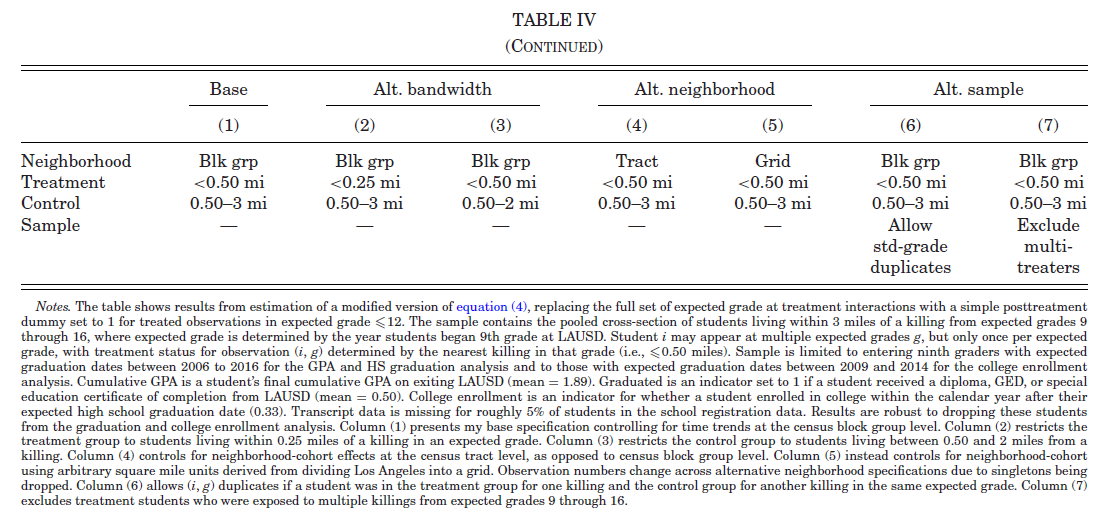 TABLE IV
(CONTINUED)
Base Alt. bandwidth Alt. neighborhood Alt. sample
(1) (2) (3) (4) (5) (6) (7)
Neighborhood Blk grp Blk grp Blk grp Tract Grid Blk grp Blk grp
Treatment <0.50 mi <0.25 mi <0.50 mi <0.50 mi <0.50 mi <0.50 mi <0.50 mi
Control 0.50–3 mi 0.50–3 mi 0.50–2 mi 0.50–3 mi 0.50–3 mi 0.50–3 mi 0.50–3 mi
Sample — — — — — Allow Exclude
std-grade multi-
duplicates treaters
Notes. The table shows results from estimation of a modified version of equation (4), replacing the full set of expected grade at treatment interactions with a simple posttreatment
dummy set to 1 for treated observations in expected grade ⩽12. The sample contains the pooled cross-section of students living within 3 miles of a killing from expected grades 9
through 16, where expected grade is determined by the year students began 9th grade at LAUSD. Student i may appear at multiple expected grades g, but only once per expected
grade, with treatment status for observation (i, g) determined by the nearest killing in that grade (i.e., ⩽0.50 miles). Sample is limited to entering ninth graders with expected
graduation dates between 2006 to 2016 for the GPA and HS graduation analysis and to those with expected graduation dates between 2009 and 2014 for the college enrollment
analysis. Cumulative GPA is a student's final cumulative GPA on exiting LAUSD (mean = 1.89). Graduated is an indicator set to 1 if a student received a diploma, GED, or special
education certificate of completion from LAUSD (mean = 0.50). College enrollment is an indicator for whether a student enrolled in college within the calendar year after their
expected high school graduation date (0.33). Transcript data is missing for roughly 5% of students in the school registration data. Results are robust to dropping these students
from the graduation and college enrollment analysis. Column (1) presents my base specification controlling for time trends at the census block group level. Column (2) restricts the
treatment group to students living within 0.25 miles of a killing in an expected grade. Column (3) restricts the control group to students living between 0.50 and 2 miles from a
killing. Column (4) controls for neighborhood-cohort effects at the census tract level, as opposed to census block group level. Column (5) instead controls for neighborhood-cohort
using arbitrary square mile units derived from dividing Los Angeles into a grid. Observation numbers change across alternative neighborhood specifications due to singletons being
dropped. Column (6) allows (i, g) duplicates if a student was in the treatment group for one killing and the control group for another killing in the same expected grade. Column (7)
excludes treatment students who were exposed to multiple killings from expected grades 9 through 16.